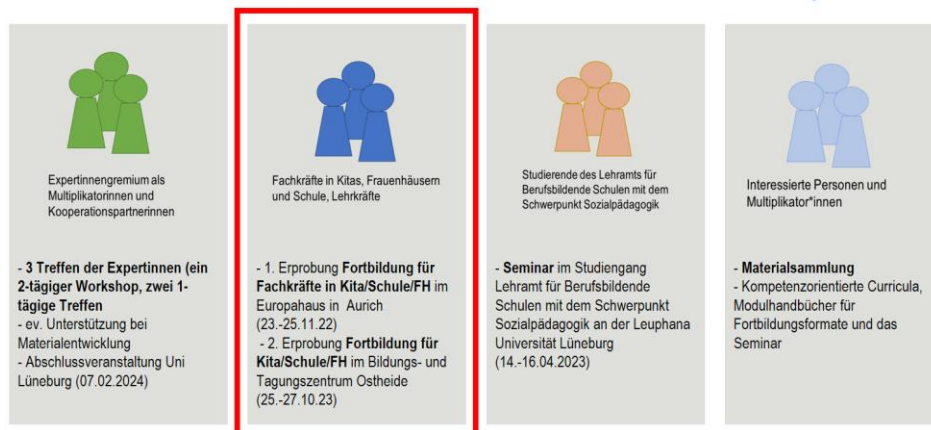 Expertinnengremium als
Multiplikatorinnen und
Kooperationspartnerinnen
- 3 Treffen der Expertinnen (ein
2-tägiger Workshop, zwei 1-
tägige Treffen
- ev. Unterstützung bei
Materialentwicklung
- Abschlussveranstaltung Uni
Lüneburg (07.02.2024)
Fachkräfte in Kitas, Frauenhäusern
und Schule, Lehrkräfte
- 1. Erprobung Fortbildung für
Fachkräfte in Kita/Schule/FH im
Europahaus in Aurich
(23.-25.11.22)
- 2. Erprobung Fortbildung für
Kita/Schule/FH im Bildungs- und
Tagungszentrum Ostheide
(25.-27.10.23)
Studierende des Lehramts für
Berufsbildende Schulen mit dem
Schwerpunkt Sozialpädagogik
- Seminar im Studiengang
Lehramt für Berufsbildende
Schulen mit dem Schwerpunkt
Sozialpädagogik an der Leuphana
Universität Lüneburg
(14.-16.04.2023)
Interessierte Personen und
Multiplikator*innen
- Materialsammlung
- Kompetenzorientierte Curricula,
Modulhandbücher für
Fortbildungsformate und das
Seminar